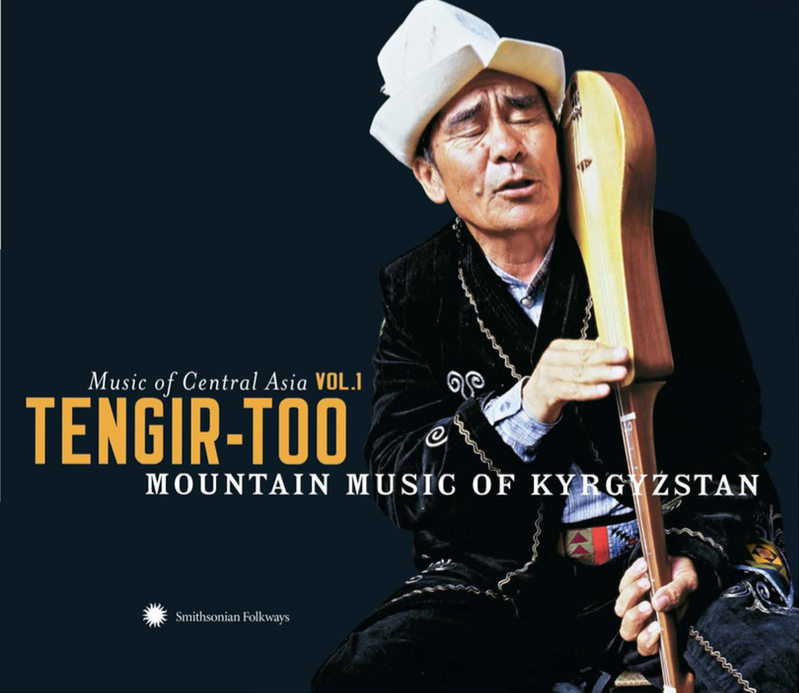 Music of Central Asia VOL.1
TENGIR-TOO
MOUNTAIN MUSIC OF KYRGYZSTAN
Smithsonian Folkways